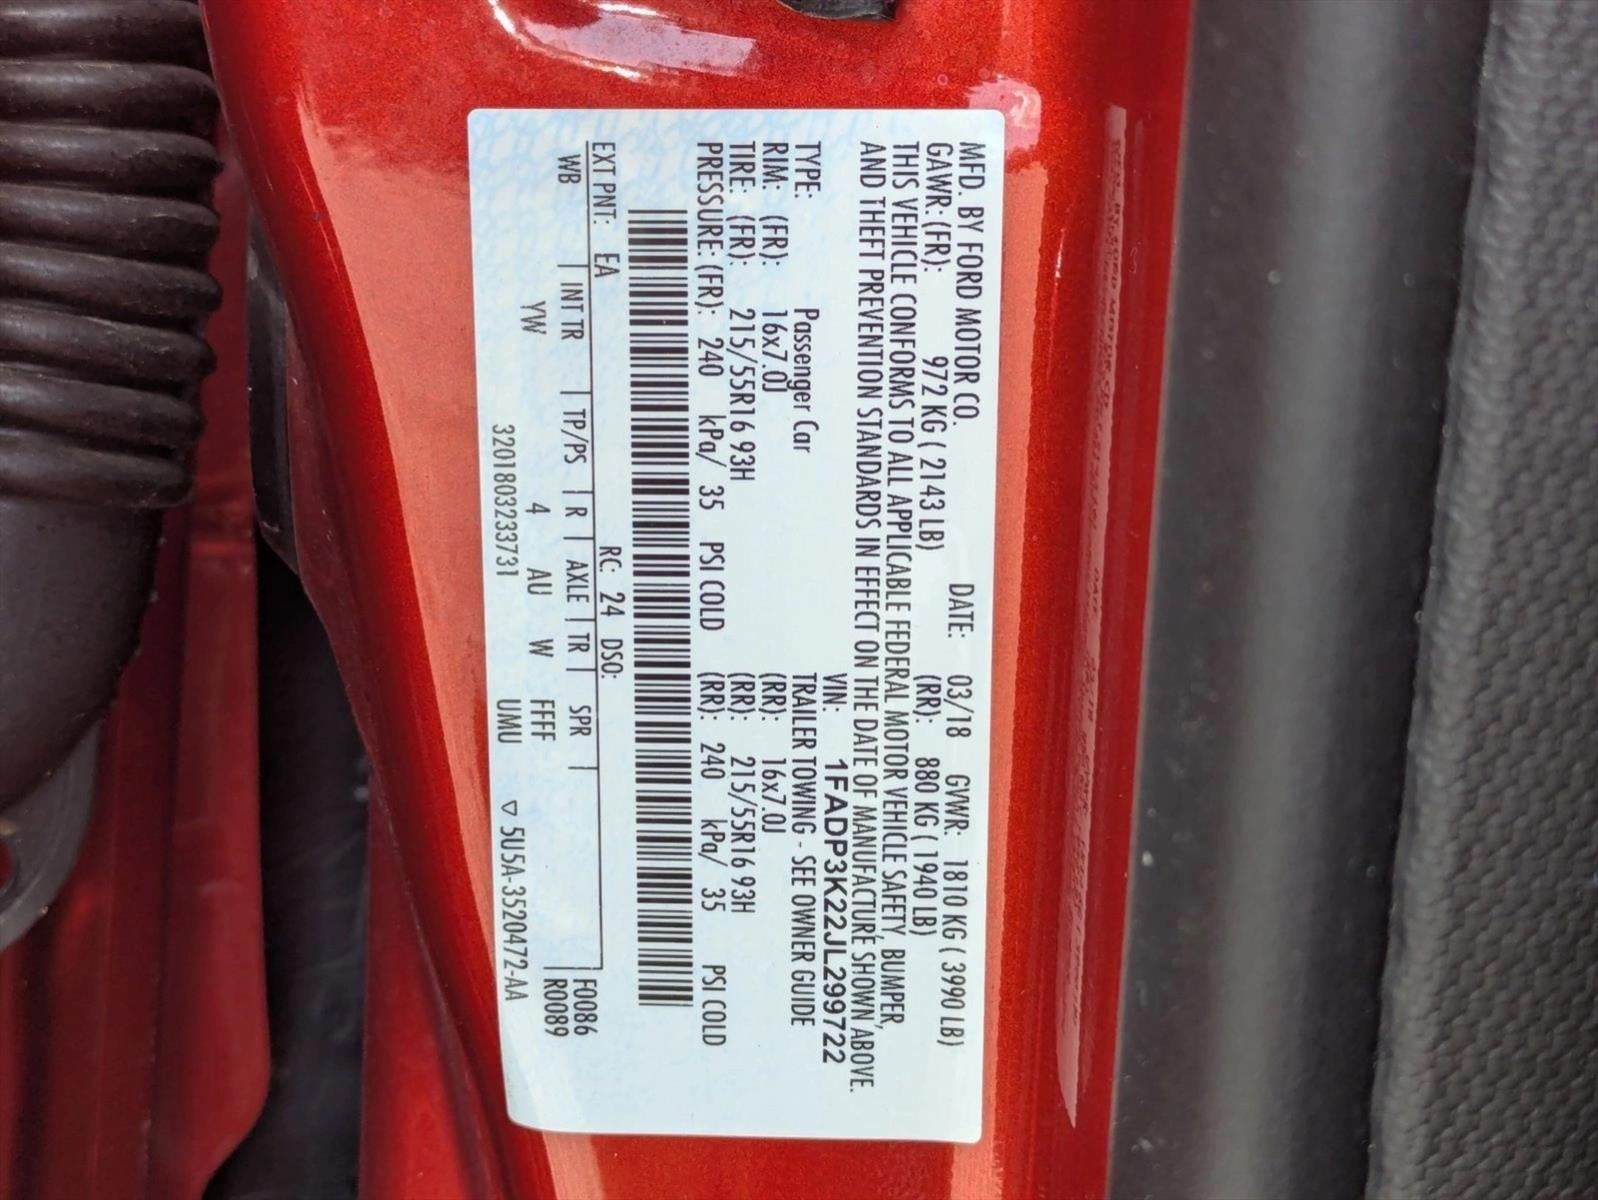 MFD. BY FORD MOTOR CO.
DATE: 03/18 GVWR: 1810 KG ( 3990 LB)
GAWR: (FR): 972 KG ( 2143 LB) (RR): 880 KG ( 1940 LB)
THIS VEHICLE CONFORMS TO ALL APPLICABLE FEDERAL MOTOR VEHICLE SAFETY, BUMPER,
AND THEFT PREVENTION STANDARDS IN EFFECT ON THE DATE OF MANUFACTURE SHOWN ABOVE.
VIN: 1FADP3K22JL299722
TYPE: Passenger Car TRAILER TOWING - SEE OWNER GUIDE
RIM: (FR): 16x7.0J (RR): 16x7.0J
TIRE: (FR): 215/55R16 93H (RR): 215/55R16 93H
PRESSURE: (FR): 240 kPa/ 35 PSI COLD (RR): 240 kPa/ 35 PSI COLD
EXT PNT: EA RC: 24 DSO: F0086
WB | INT TR | TP/PS | R | AXLE | TR | SPR | R0089
YW 4 AU W FFFF
320180323373​1 UMU ▽ 5U5A-3520472-AA